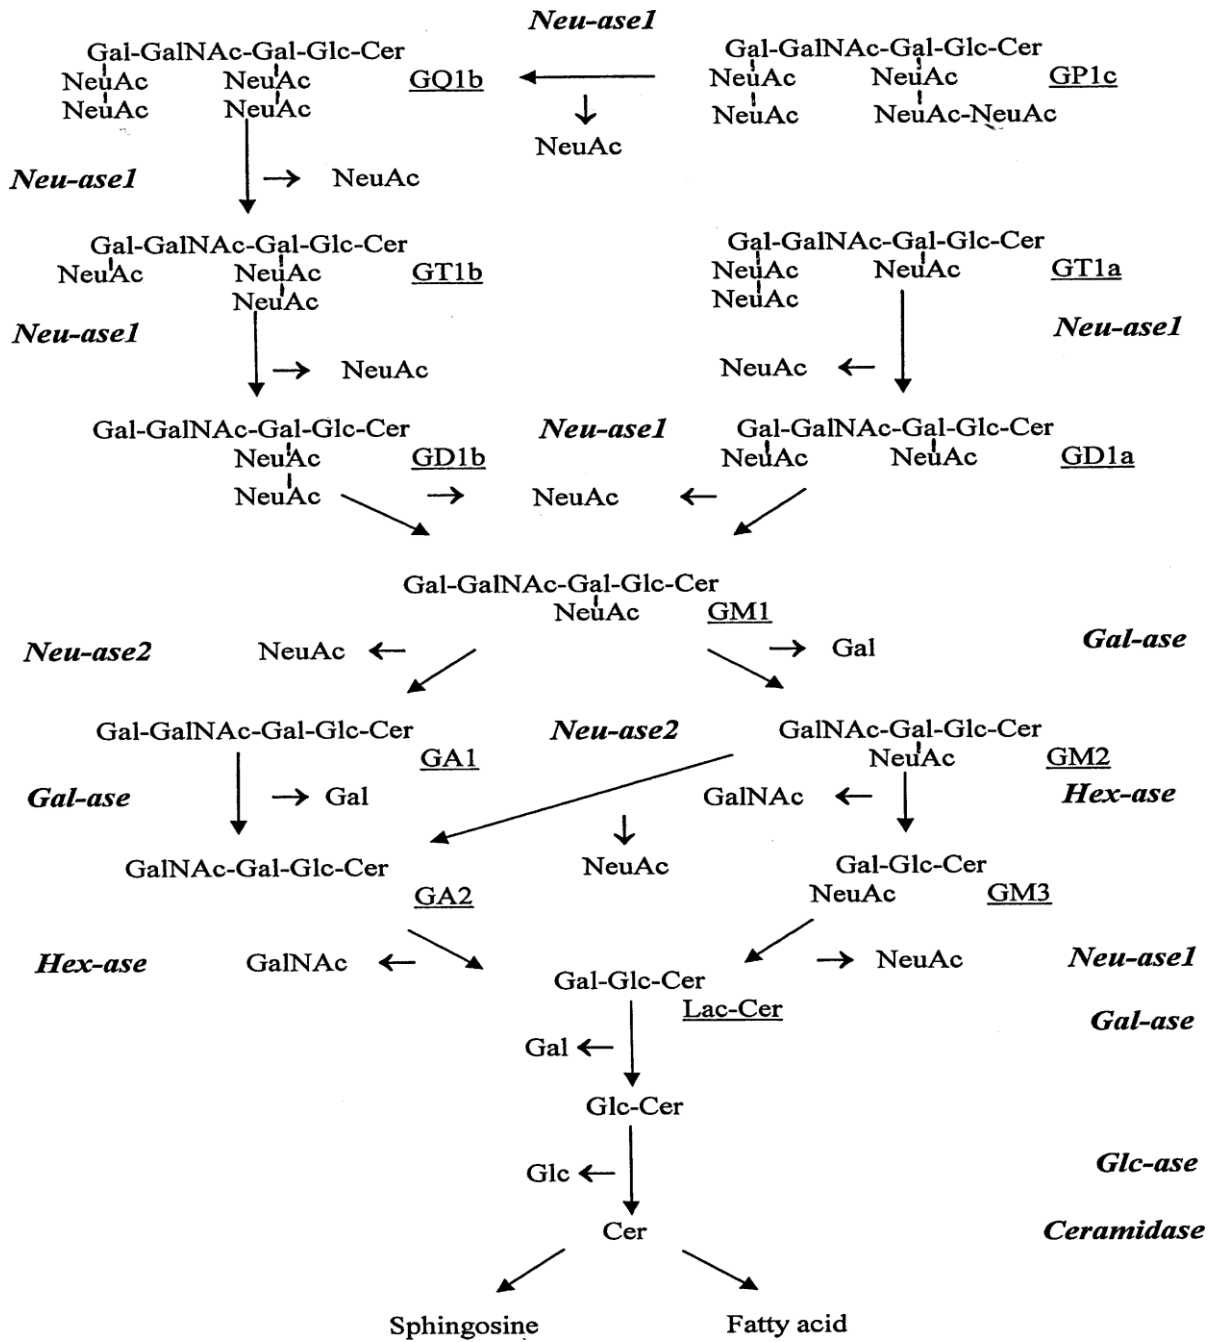 Neu-ase1
Gal-GalNAc-Gal-Glc-Cer Gal-GalNAc-Gal-Glc-Cer
NeuAc NeuAc GQ1b NeuAc NeuAc GP1c
NeuAc NeuAc NeuAc NeuAc-NeuAc
NeuAc
Neu-ase1 NeuAc
Gal-GalNAc-Gal-Glc-Cer Gal-GalNAc-Gal-Glc-Cer
NeuAc NeuAc GT1b NeuAc NeuAc GT1a
NeuAc NeuAc
Neu-ase1 Neu-ase1
NeuAc NeuAc
Gal-GalNAc-Gal-Glc-Cer Neu-ase1 Gal-GalNAc-Gal-Glc-Cer
NeuAc GD1b NeuAc NeuAc GD1a
NeuAc NeuAc
Gal-GalNAc-Gal-Glc-Cer
NeuAc GM1
Neu-ase2 NeuAc Gal Gal-ase
Gal-GalNAc-Gal-Glc-Cer Neu-ase2 GalNAc-Gal-Glc-Cer
GA1 NeuAc GM2
Gal-ase Gal GalNAc Hex-ase
GalNAc-Gal-Glc-Cer NeuAc Gal-Glc-Cer
GA2 NeuAc GM3
Hex-ase GalNAc NeuAc Neu-ase1
Gal-Glc-Cer
Lac-Cer Gal-ase
Gal
Glc-Cer
Glc Glc-ase
Cer Ceramidase
Sphingosine Fatty acid